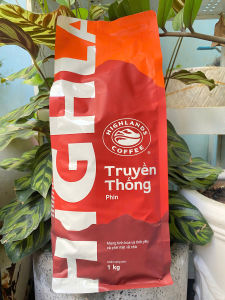 HIGHLA
HIGHLANDS
COFFEE
Truyền
Thống
Phin
1 kg